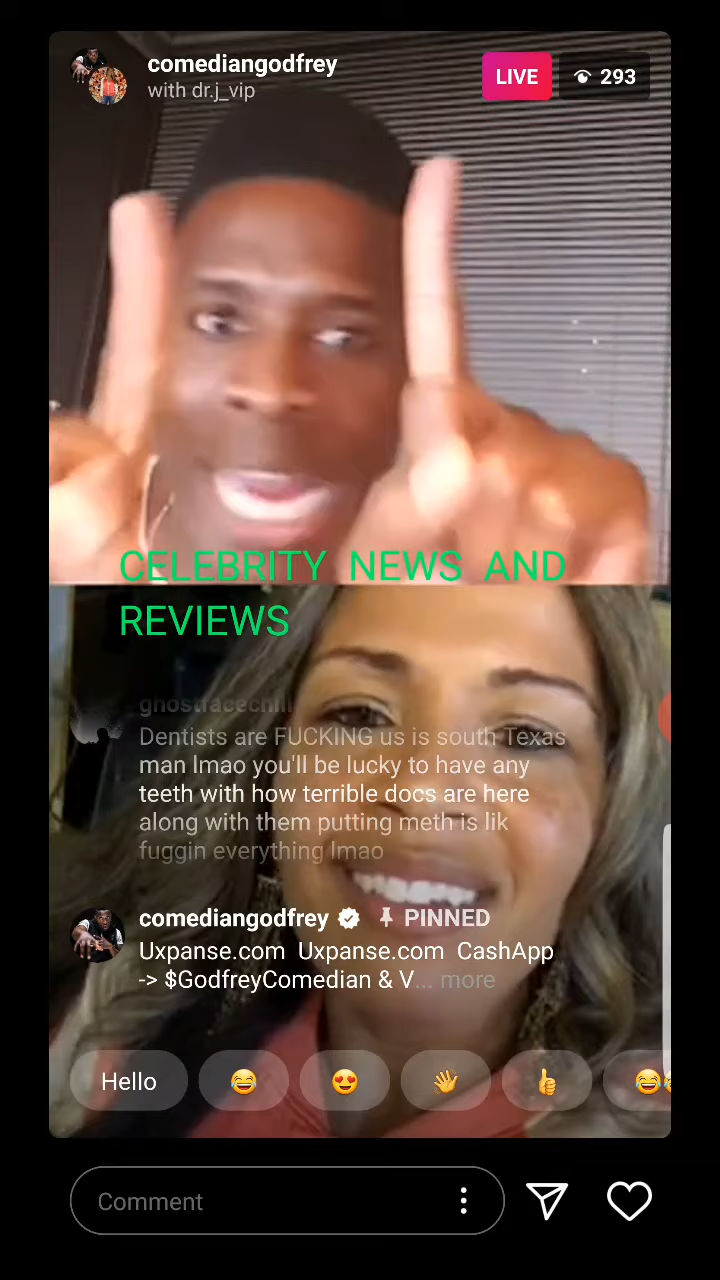 comediangodfrey
with dr.j_vip
LIVE
293
CELEBRITY NEWS AND
REVIEWS
ghostfacechill
Dentists are FUCKING us is south Texas
man lmao you'll be lucky to have any
teeth with how terrible docs are here
along with them putting meth is lik
fuggin everything lmao
comediangodfrey PINNED
Uxpanse.com Uxpanse.com CashApp
-> $GodfreyComedian & V... more
Hello
Comment